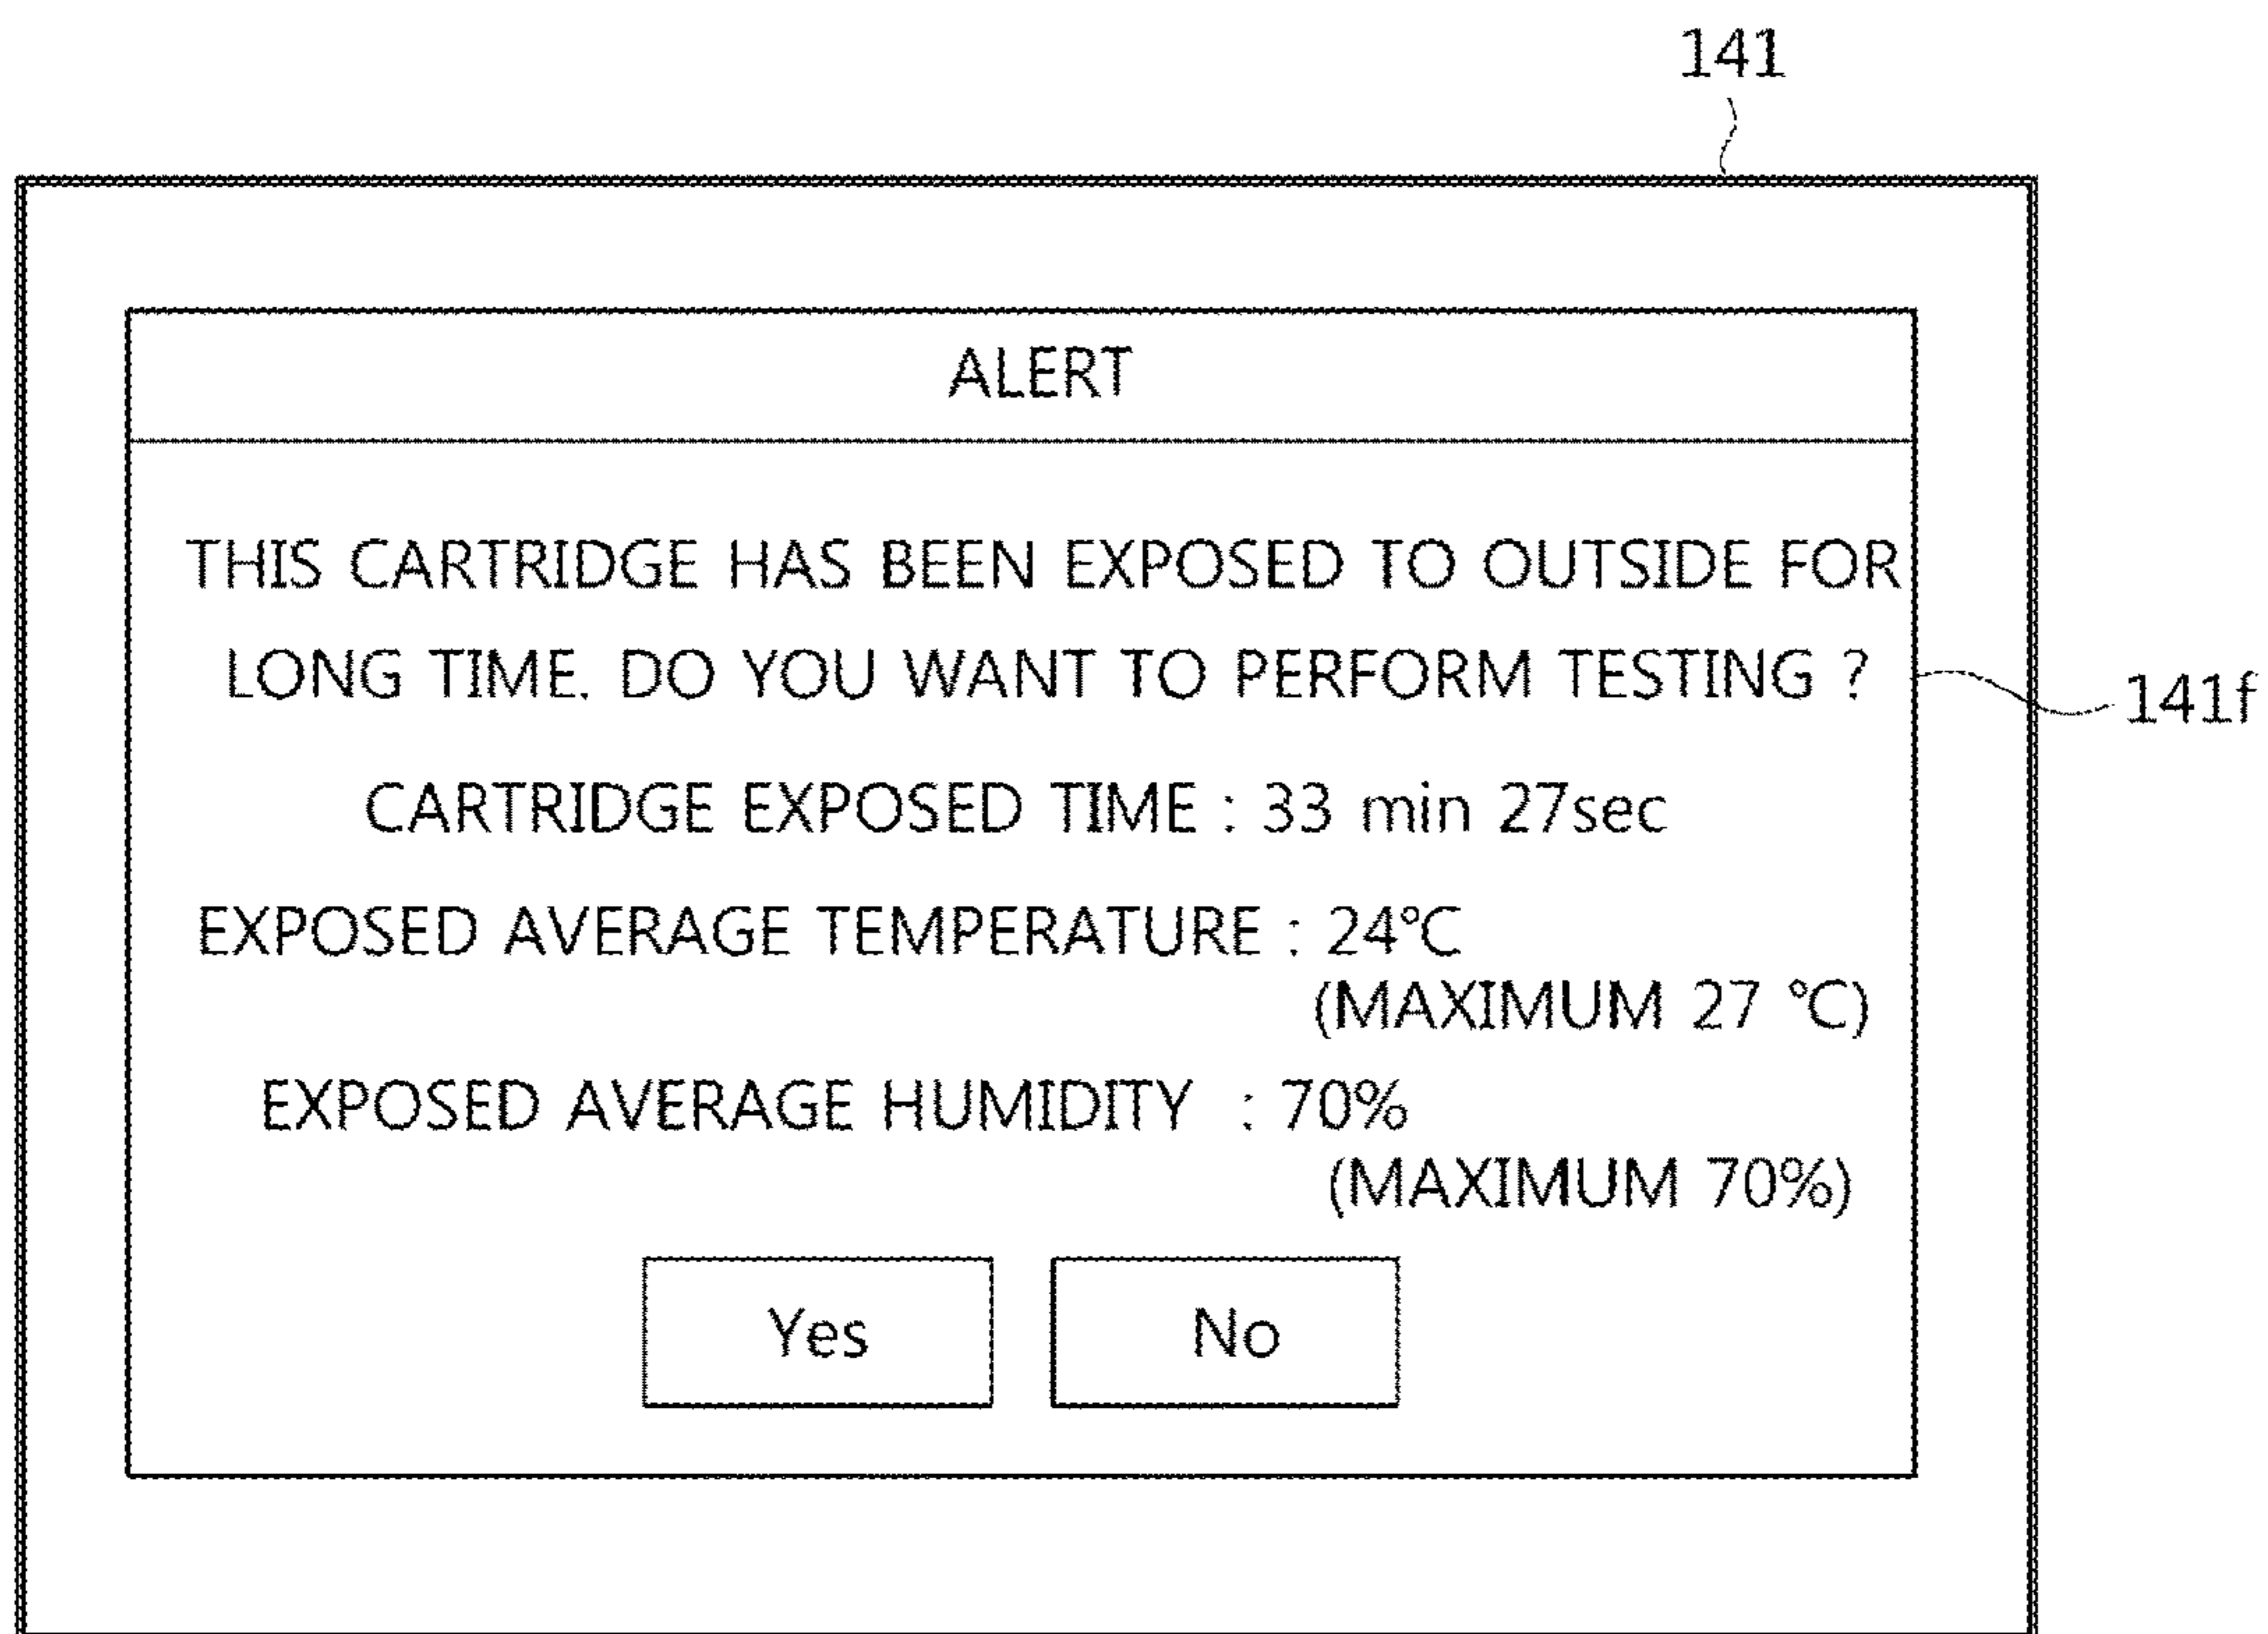 141
ALERT
THIS CARTRIDGE HAS BEEN EXPOSED TO OUTSIDE FOR
LONG TIME. DO YOU WANT TO PERFORM TESTING ?
141f
CARTRIDGE EXPOSED TIME : 33 min 27sec
EXPOSED AVERAGE TEMPERATURE : 24℃
(MAXIMUM 27 ℃)
EXPOSED AVERAGE HUMIDITY : 70%
(MAXIMUM 70%)
Yes No